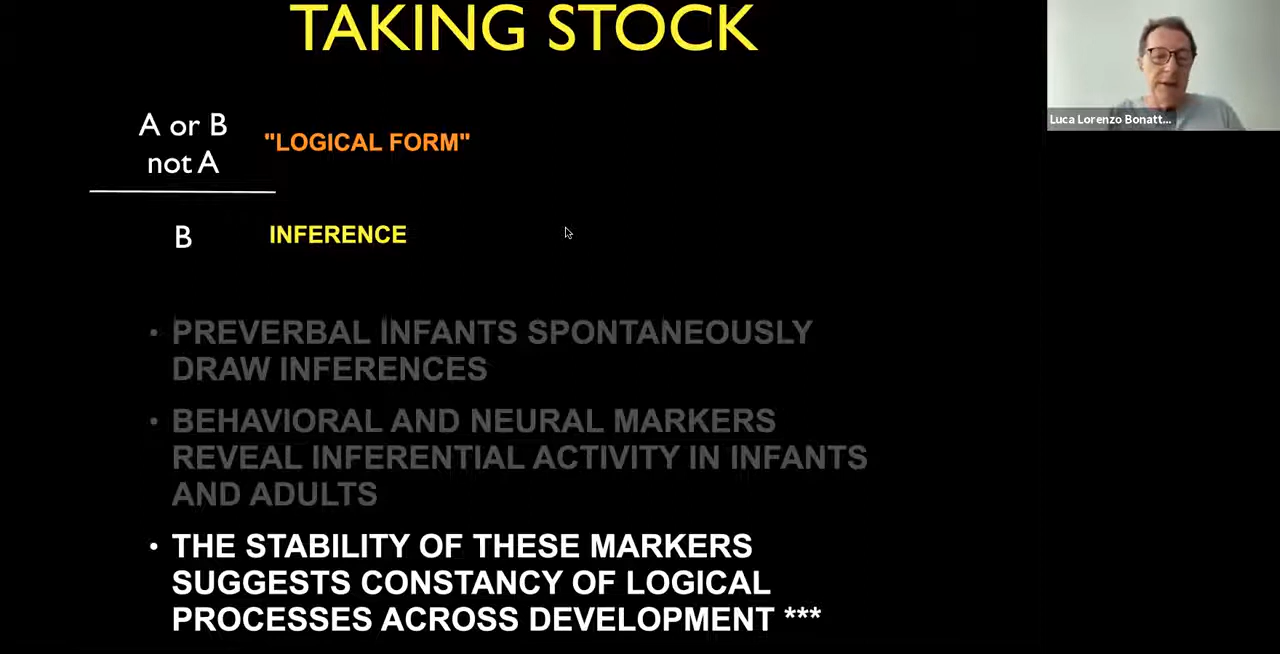 TAKING STOCK
Luca Lorenzo Bonatt...
A or B
"LOGICAL FORM"
not A
B
INFERENCE
• PREVERBAL INFANTS SPONTANEOUSLY
DRAW INFERENCES
• BEHAVIORAL AND NEURAL MARKERS
REVEAL INFERENTIAL ACTIVITY IN INFANTS
AND ADULTS
• THE STABILITY OF THESE MARKERS
SUGGESTS CONSTANCY OF LOGICAL
PROCESSES ACROSS DEVELOPMENT ***